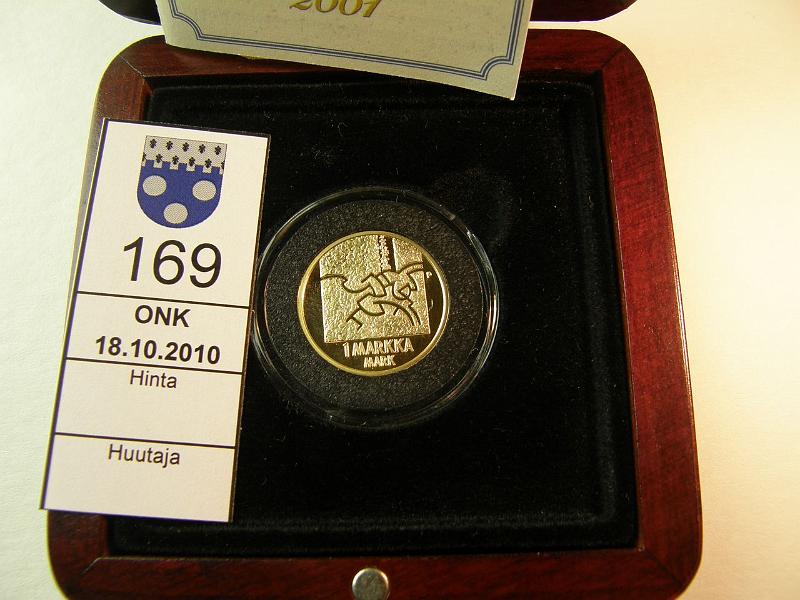 2001
169
ONK
18.10.2010
Hinta
Huutaja
1 MARKKA
MARK